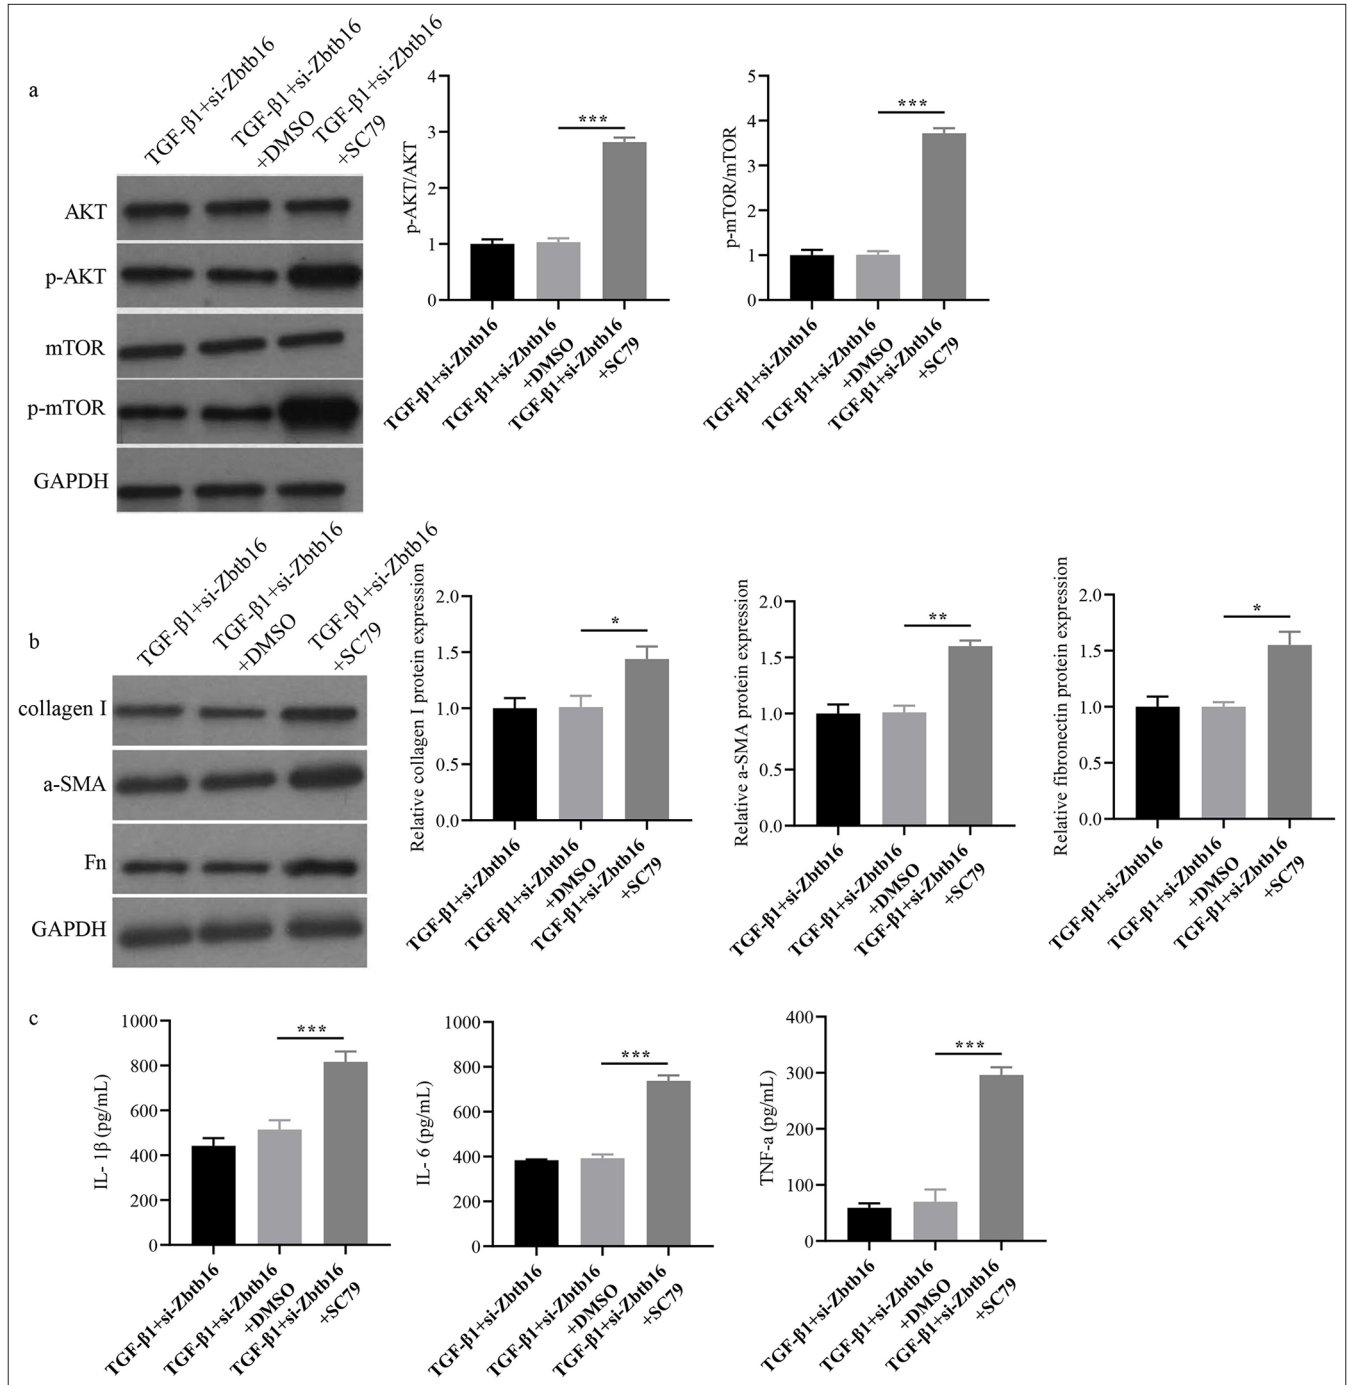 a
TGF-β1+si-Zbtb16
TGF-β1+si-Zbtb16
+DMSO
TGF-β1+si-Zbtb16
+SC79
AKT
p-AKT
mTOR
p-mTOR
GAPDH
p-AKT/AKT
4
3
2
1
0
***
TGF-β1+si-Zbtb16
TGF-β1+si-Zbtb16
+DMSO
TGF-β1+si-Zbtb16
+SC79
p-mTOR/mTOR
5
4
3
2
1
0
***
TGF-β1+si-Zbtb16
TGF-β1+si-Zbtb16
+DMSO
TGF-β1+si-Zbtb16
+SC79
b
TGF-β1+si-Zbtb16
TGF-β1+si-Zbtb16
+DMSO
TGF-β1+si-Zbtb16
+SC79
collagen I
a-SMA
Fn
GAPDH
Relative collagen I protein expression
2.0
1.5
1.0
0.5
0.0
*
TGF-β1+si-Zbtb16
TGF-β1+si-Zbtb16
+DMSO
TGF-β1+si-Zbtb16
+SC79
Relative a-SMA protein expression
2.0
1.5
1.0
0.5
0.0
**
TGF-β1+si-Zbtb16
TGF-β1+si-Zbtb16
+DMSO
TGF-β1+si-Zbtb16
+SC79
Relative fibronectin protein expression
2.0
1.5
1.0
0.5
0.0
*
TGF-β1+si-Zbtb16
TGF-β1+si-Zbtb16
+DMSO
TGF-β1+si-Zbtb16
+SC79
c
IL- 1β (pg/mL)
1000
800
600
400
200
0
***
TGF-β1+si-Zbtb16
TGF-β1+si-Zbtb16
+DMSO
TGF-β1+si-Zbtb16
+SC79
IL- 6 (pg/mL)
1000
800
600
400
200
0
***
TGF-β1+si-Zbtb16
TGF-β1+si-Zbtb16
+DMSO
TGF-β1+si-Zbtb16
+SC79
TNF-a (pg/mL)
400
300
200
100
0
***
TGF-β1+si-Zbtb16
TGF-β1+si-Zbtb16
+DMSO
TGF-β1+si-Zbtb16
+SC79